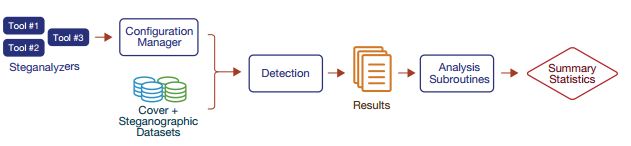 Tool #1
Tool #2
Tool #3
Steganalyzers
Configuration
Manager
Cover +
Steganographic
Datasets
Detection
Results
Analysis
Subroutines
Summary
Statistics